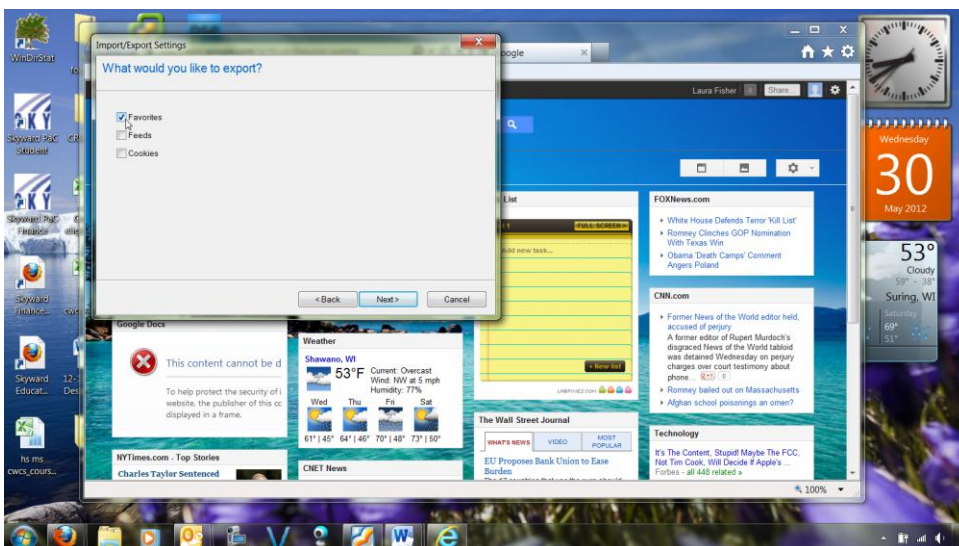 WinDirStat
Skyward PaC
Student
Skyward PaC
Finance
Skyward
Finance...
Skyward
Educat...
12-
Des
hs ms
cwcs_cours...
Import/Export Settings
What would you like to export?
Favorites
Feeds
Cookies
<Back
Next>
Cancel
oogle
Laura Fisher
Share...
List
FULL SCREEN
Add new task...
+ New list
Google Docs
This content cannot be d
To help protect the security of i
website, the publisher of this cc
displayed in a frame.
NYTimes.com - Top Stories
Charles Taylor Sentenced
Weather
Shawano, WI
53°F
Current: Overcast
Wind: NW at 5 mph
Humidity: 77%
Wed Thu Fri Sat
61° | 45° 64° | 46° 70° | 48° 73° | 50°
CNET News
The Wall Street Journal
WHAT'S NEWS
VIDEO
MOST
POPULAR
EU Proposes Bank Union to Ease
Burden
FOXNews.com
White House Defends Terror 'Kill List'
Romney Clinches GOP Nomination
With Texas Win
Obama 'Death Camps' Comment
Angers Poland
CNN.com
Former News of the World editor held,
accused of perjury
A former editor of Rupert Murdoch's
disgraced News of the World tabloid
was detained Wednesday on perjury
charges over court testimony about
phone...
Romney bailed out on Massachusetts
Afghan school poisonings an omen?
Technology
It's The Content, Stupid! Maybe The FCC,
Not Tim Cook, Will Decide If Apple's ...
Forbes - all 448 related »
100%
Wednesday
30
May 2012
53°
Cloudy
59° - 38°
Suring, WI
Saturday
69°
51°